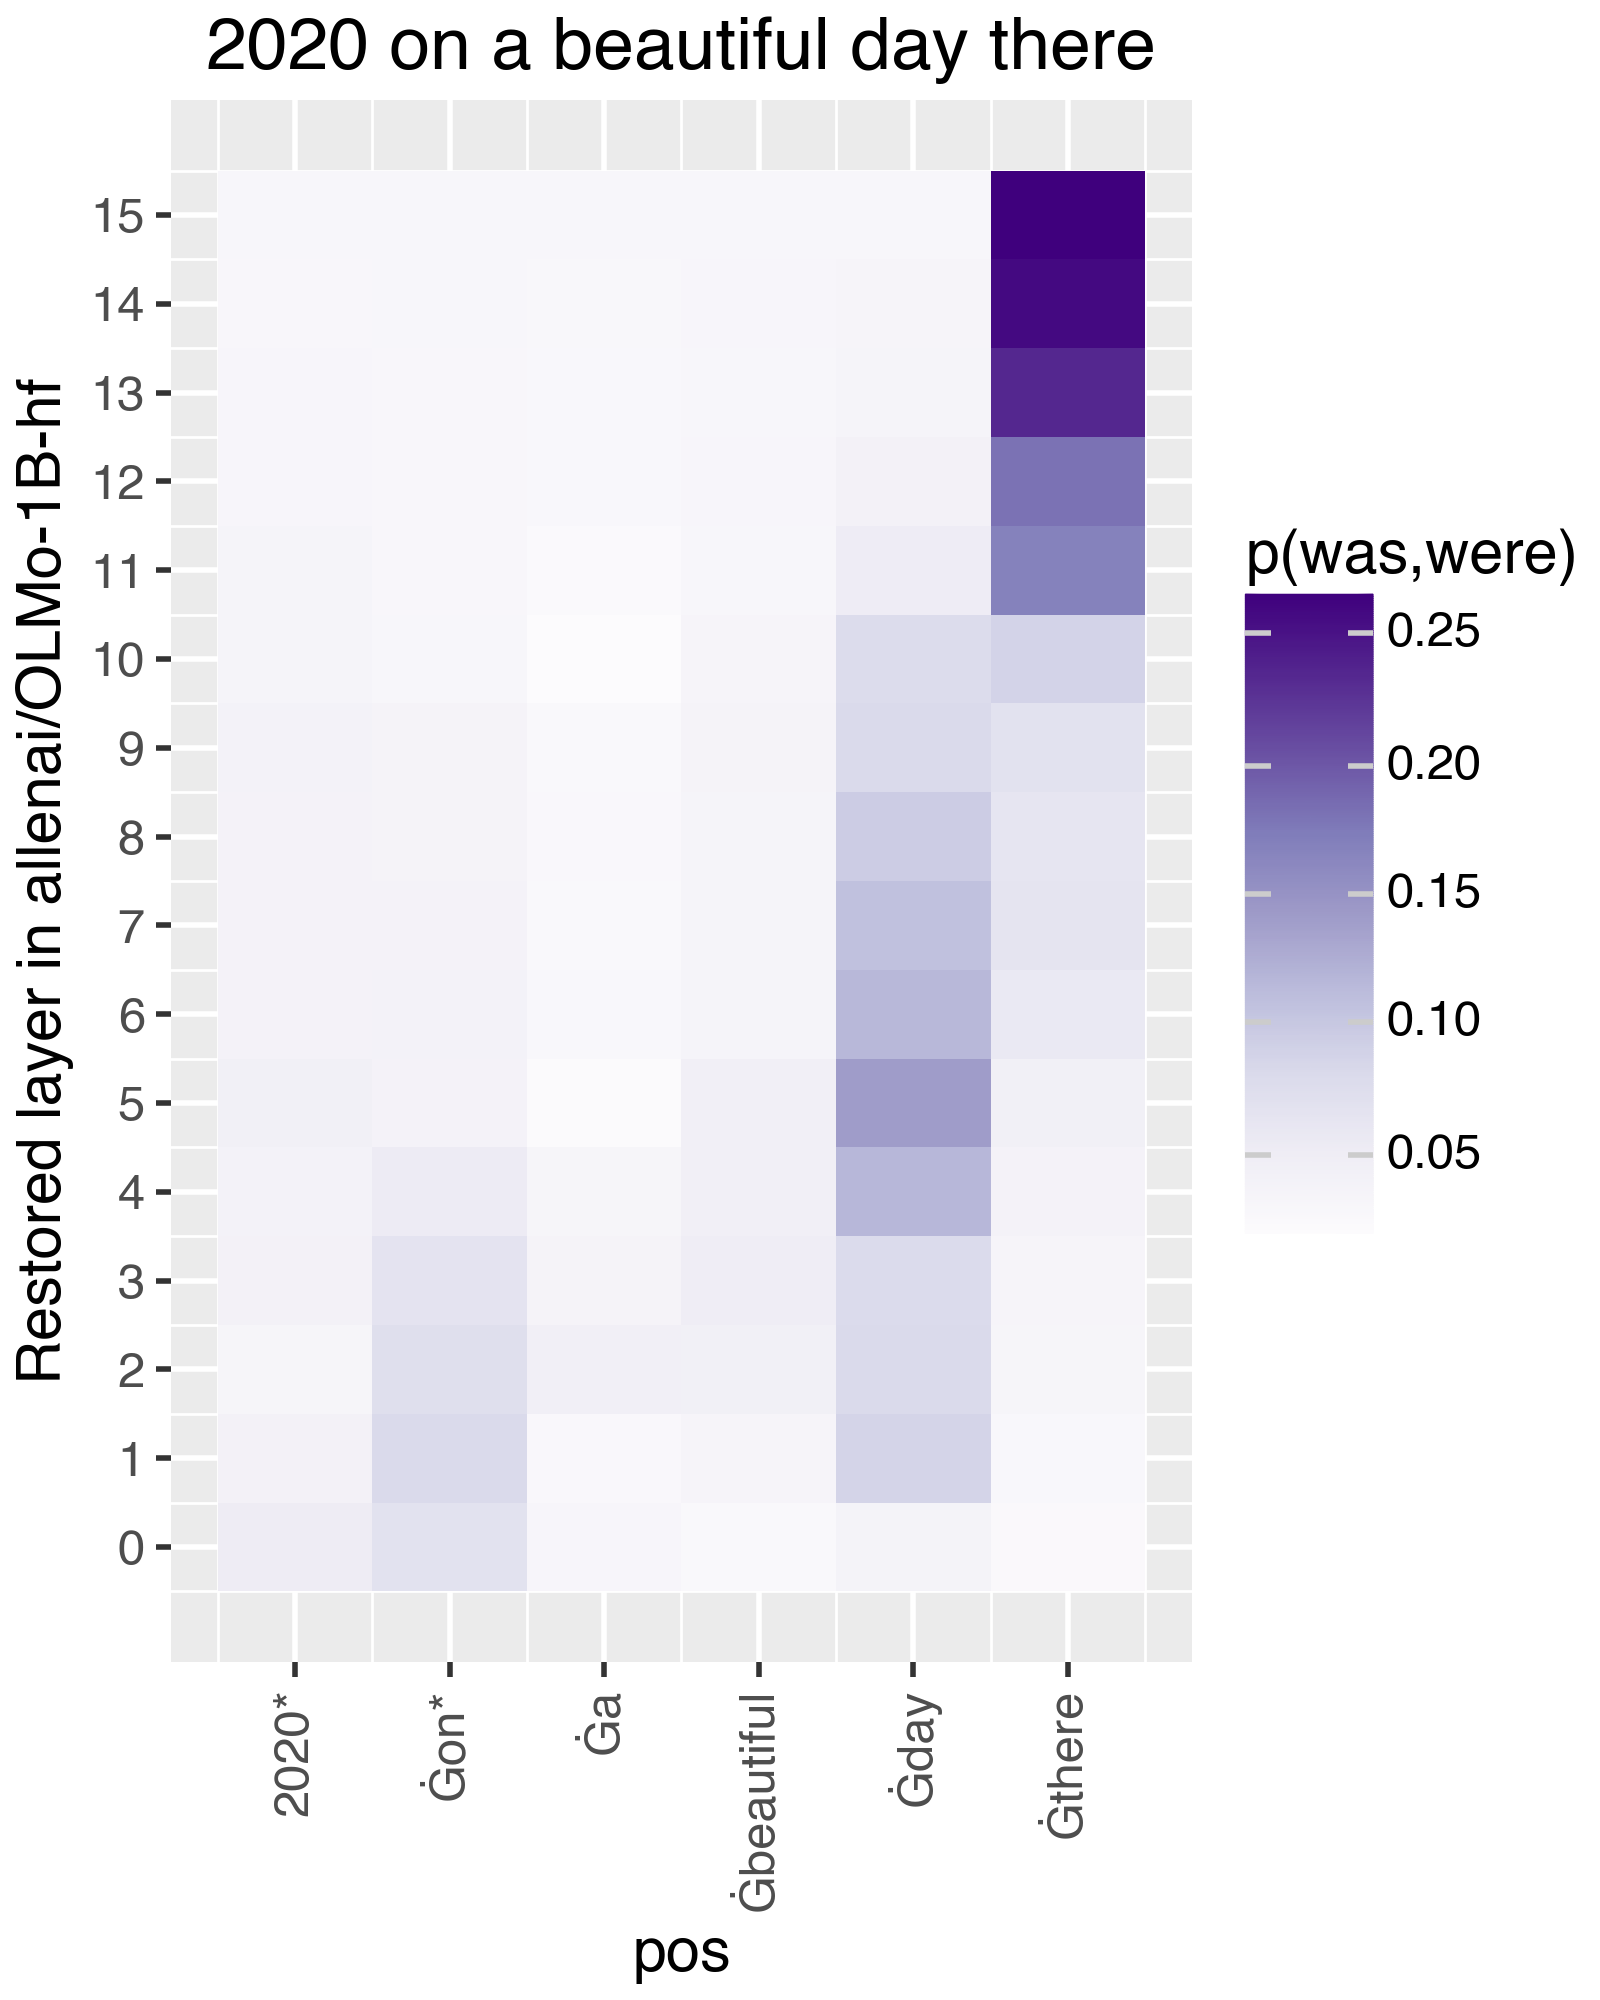 2020 on a beautiful day there
Restored layer in allenai/OLMo-1B-hf
15
14
13
12
11
10
9
8
7
6
5
4
3
2
1
0
2020*
Ġon*
Ġa
Ġbeautiful
Ġday
Ġthere
pos
p(was,were)
0.25
0.20
0.15
0.10
0.05